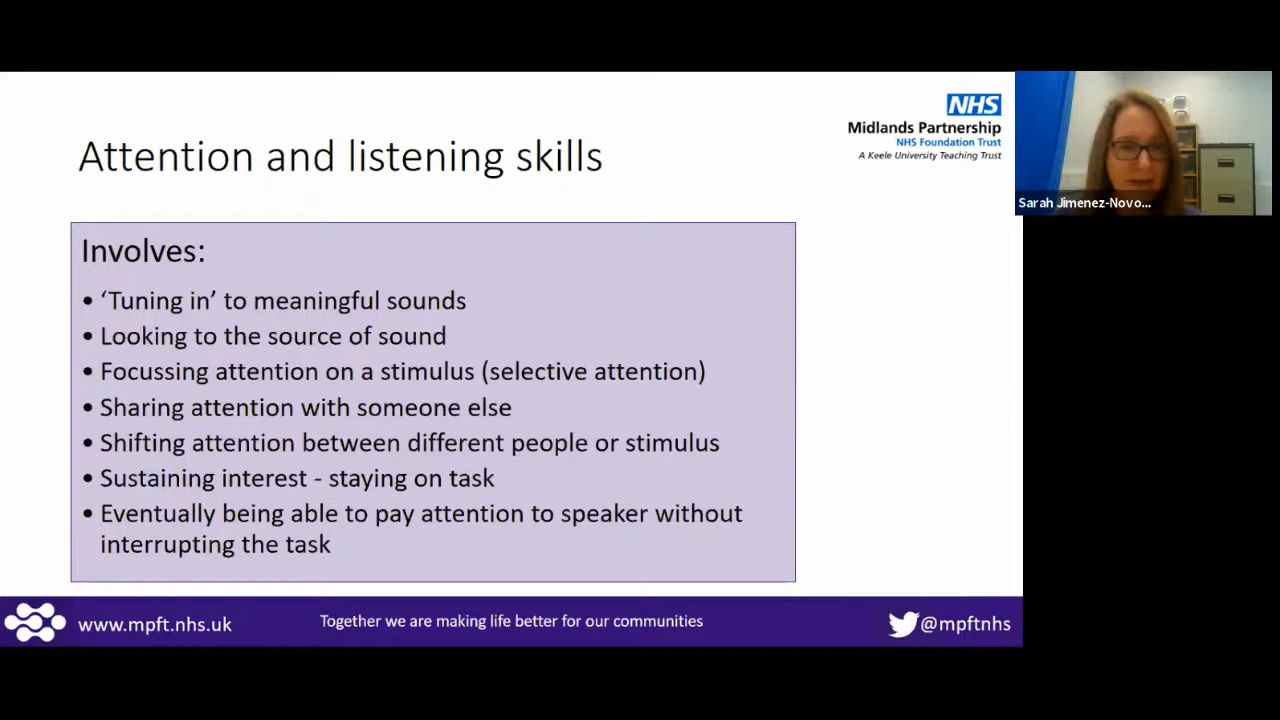 Attention and listening skills
NHS
Midlands Partnership
NHS Foundation Trust
A Keele University Teaching Trust
Sarah Jimenez-Novo...
Involves:
• ‘Tuning in’ to meaningful sounds
• Looking to the source of sound
• Focussing attention on a stimulus (selective attention)
• Sharing attention with someone else
• Shifting attention between different people or stimulus
• Sustaining interest - staying on task
• Eventually being able to pay attention to speaker without
interrupting the task
www.mpft.nhs.uk
Together we are making life better for our communities
@mpftnhs